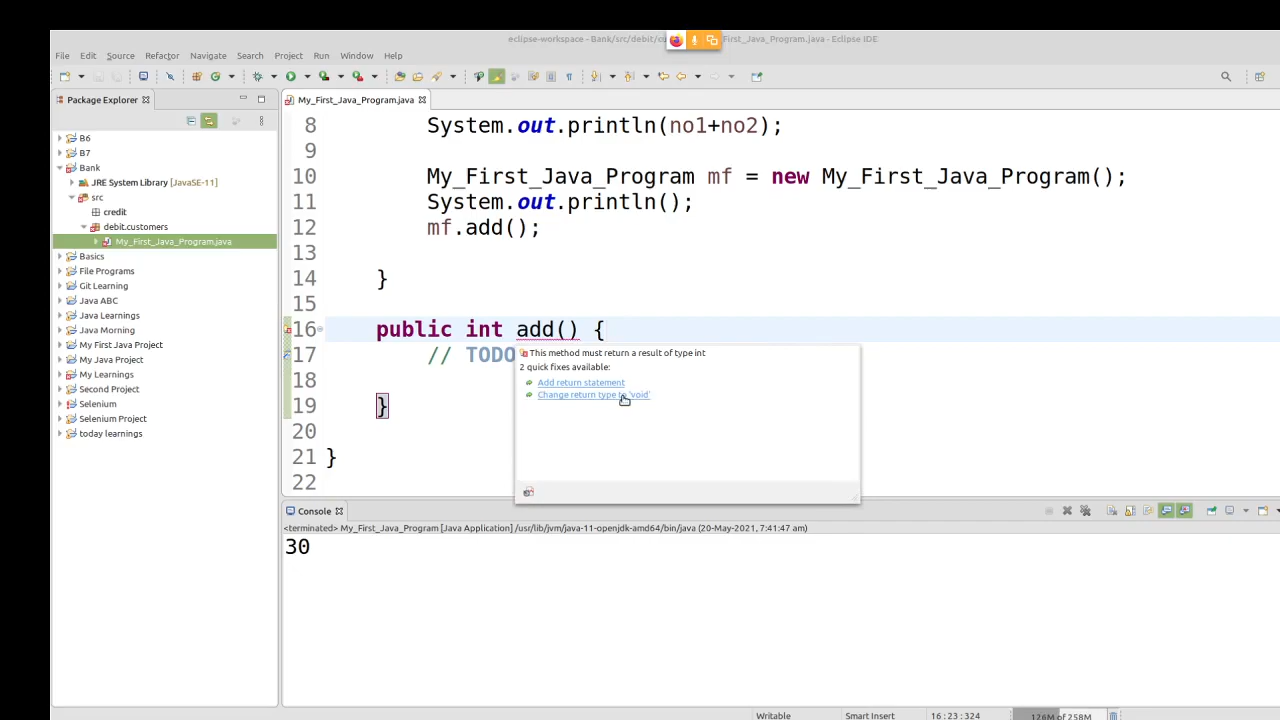 eclipse-workspace - Bank/src/debit/cu First_Java_Program.java - Eclipse IDE
File Edit Source Refactor Navigate Search Project Run Window Help
Package Explorer
My_First_Java_Program.java
B6
B7
Bank
JRE System Library [JavaSE-11]
src
credit
debit.customers
My_First_Java_Program.java
Basics
File Programs
Git Learning
Java ABC
Java Learnings
Java Morning
My First Java Project
My Java Project
My Learnings
Second Project
Selenium
Selenium Project
today learnings
8 System.out.println(no1+no2);
9
10 My_First_Java_Program mf = new My_First_Java_Program();
11 System.out.println();
12 mf.add();
13
14 }
15
16 public int add() {
17 // TODO
18
19 }
20
21 }
22
This method must return a result of type int
2 quick fixes available:
Add return statement
Change return type to 'void'
Console
<terminated> My_First_Java_Program [Java Application] /usr/lib/jvm/java-11-openjdk-amd64/bin/java (20-May-2021, 7:41:47 am)
30
Writable Smart Insert 16 : 23 : 324 126M of 258M